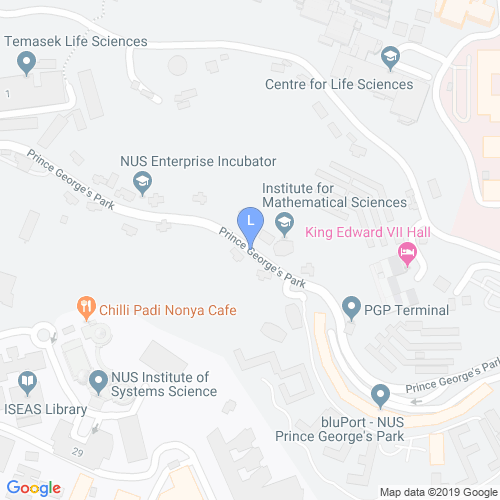 Temasek Life Sciences
1
Centre for Life Sciences
Prince George's Park
NUS Enterprise Incubator
Institute for
Mathematical Sciences
L
Prince George's Park
King Edward VII Hall
Chilli Padi Nonya Cafe
PGP Terminal
NUS Institute of
Systems Science
ISEAS Library
Prince George's Park
bluPort - NUS
Prince George's Park
29
Google
Map data ©2019 Google